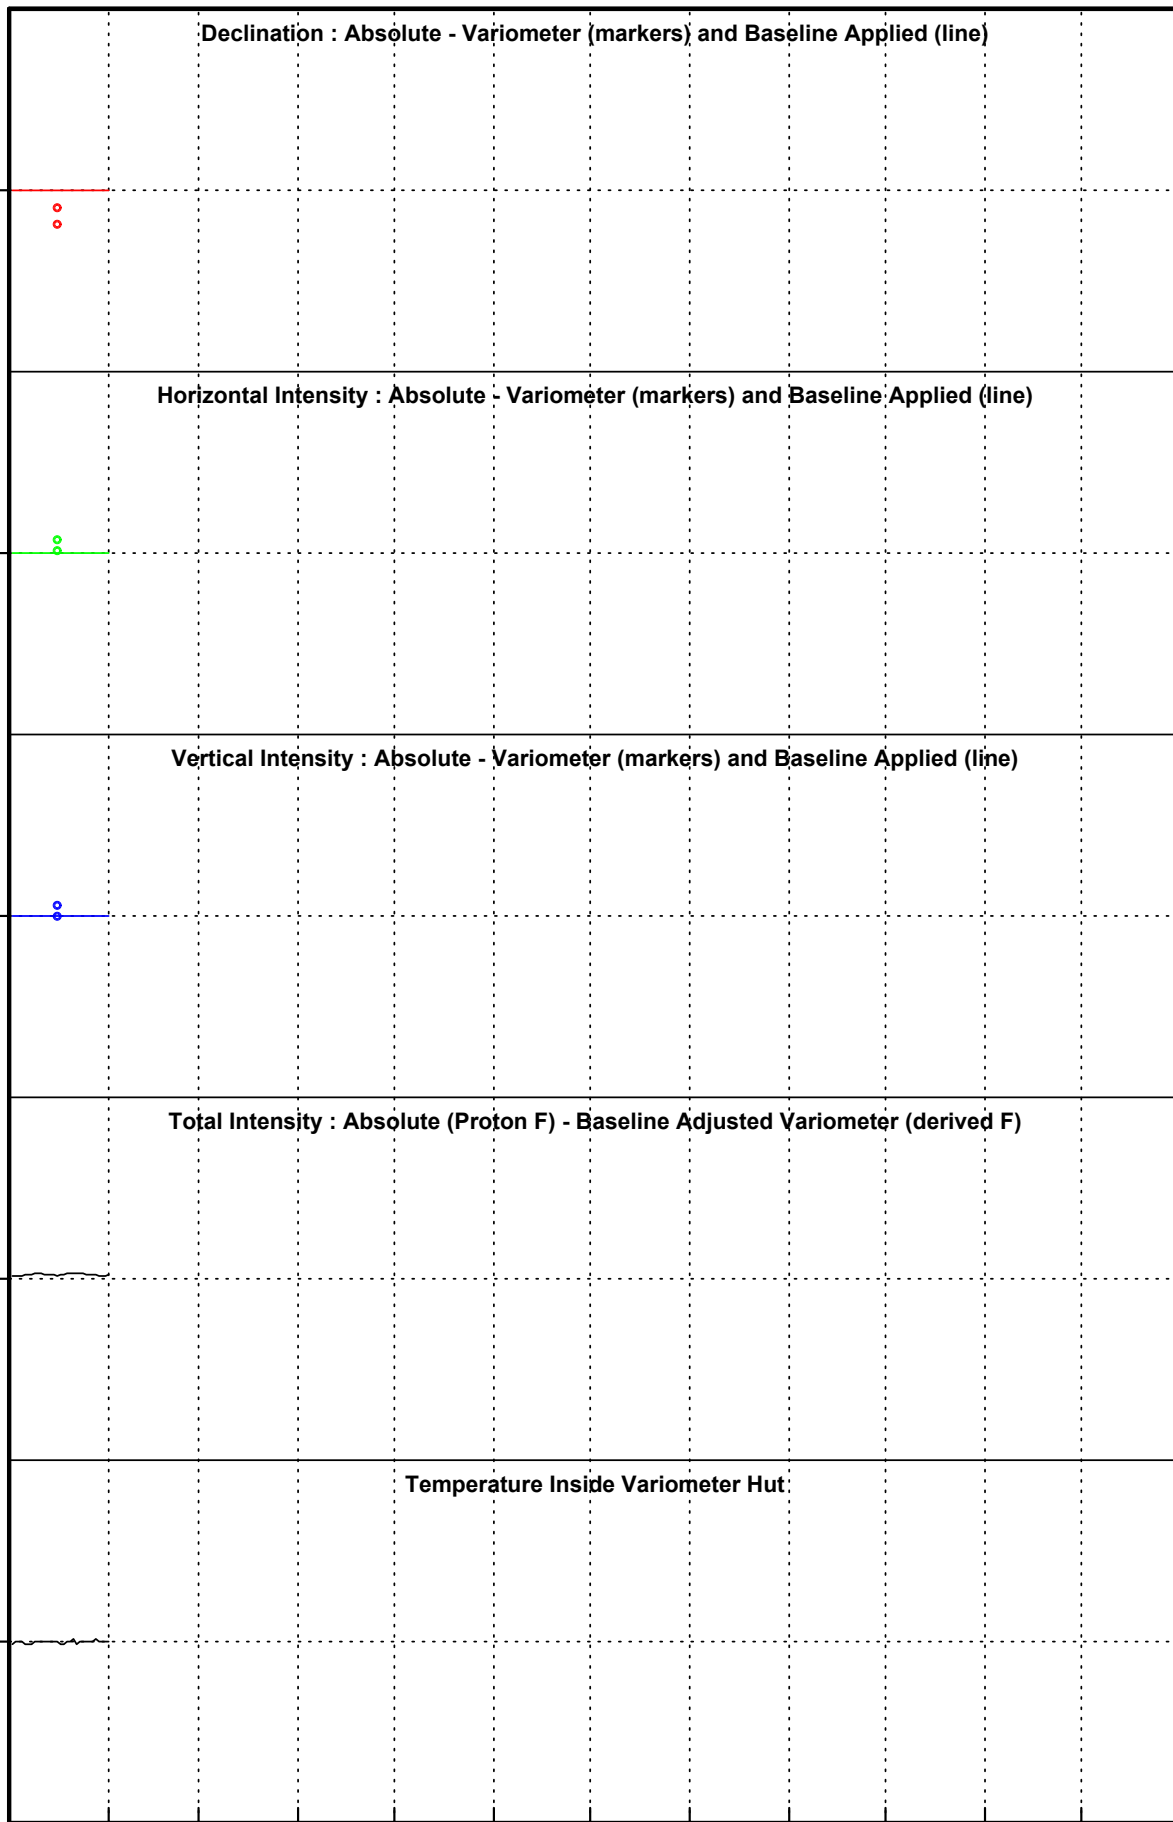 Declination : Absolute - Variometer (markers) and Baseline Applied (line)
Horizontal Intensity : Absolute - Variometer (markers) and Baseline Applied (line)
Vertical Intensity : Absolute - Variometer (markers) and Baseline Applied (line)
Total Intensity : Absolute (Proton F) - Baseline Adjusted Variometer (derived F)
Temperature Inside Variometer Hut